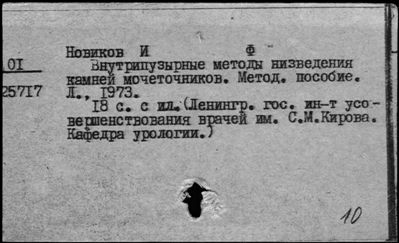 Новиков И Ф
01 Внутрипузырные методы низведения
камней мочеточников. Метод. пособие.
25717 Л., 1973.
18 с. с ил. (Ленингр. гос. ин-т усо-
вершенствования врачей им. С.М.Кирова.
Кафедра урологии.)
10